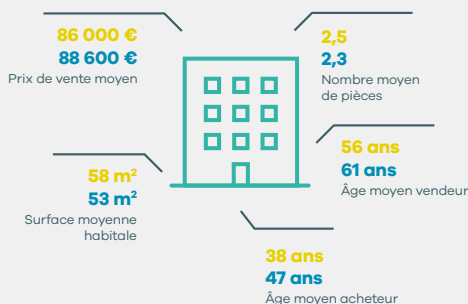 86 000 €
88 600 €
Prix de vente moyen
2,5
2,3
Nombre moyen
de pièces
58 m²
53 m²
Surface moyenne
habitale
56 ans
61 ans
Âge moyen vendeur
38 ans
47 ans
Âge moyen acheteur